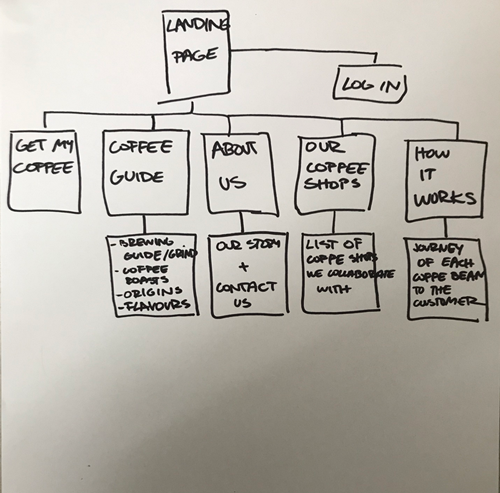 LANDING
PAGE
LOG IN
GET MY
COFFEE
COFFEE
GUIDE
ABOUT
US
OUR
COFFEE
SHOPS
HOW
IT
WORKS
- BREWING
GUIDE/GRIND
- COFFEE
ROASTS
- ORIGINS
- FLAVOURS
OUR STORY
+
CONTACT
US
LIST OF
COFFE SHOPS
WE COLLABORATE
WITH
JOURNEY
OF EACH
COFFE BEAN
TO THE
CUSTOMER